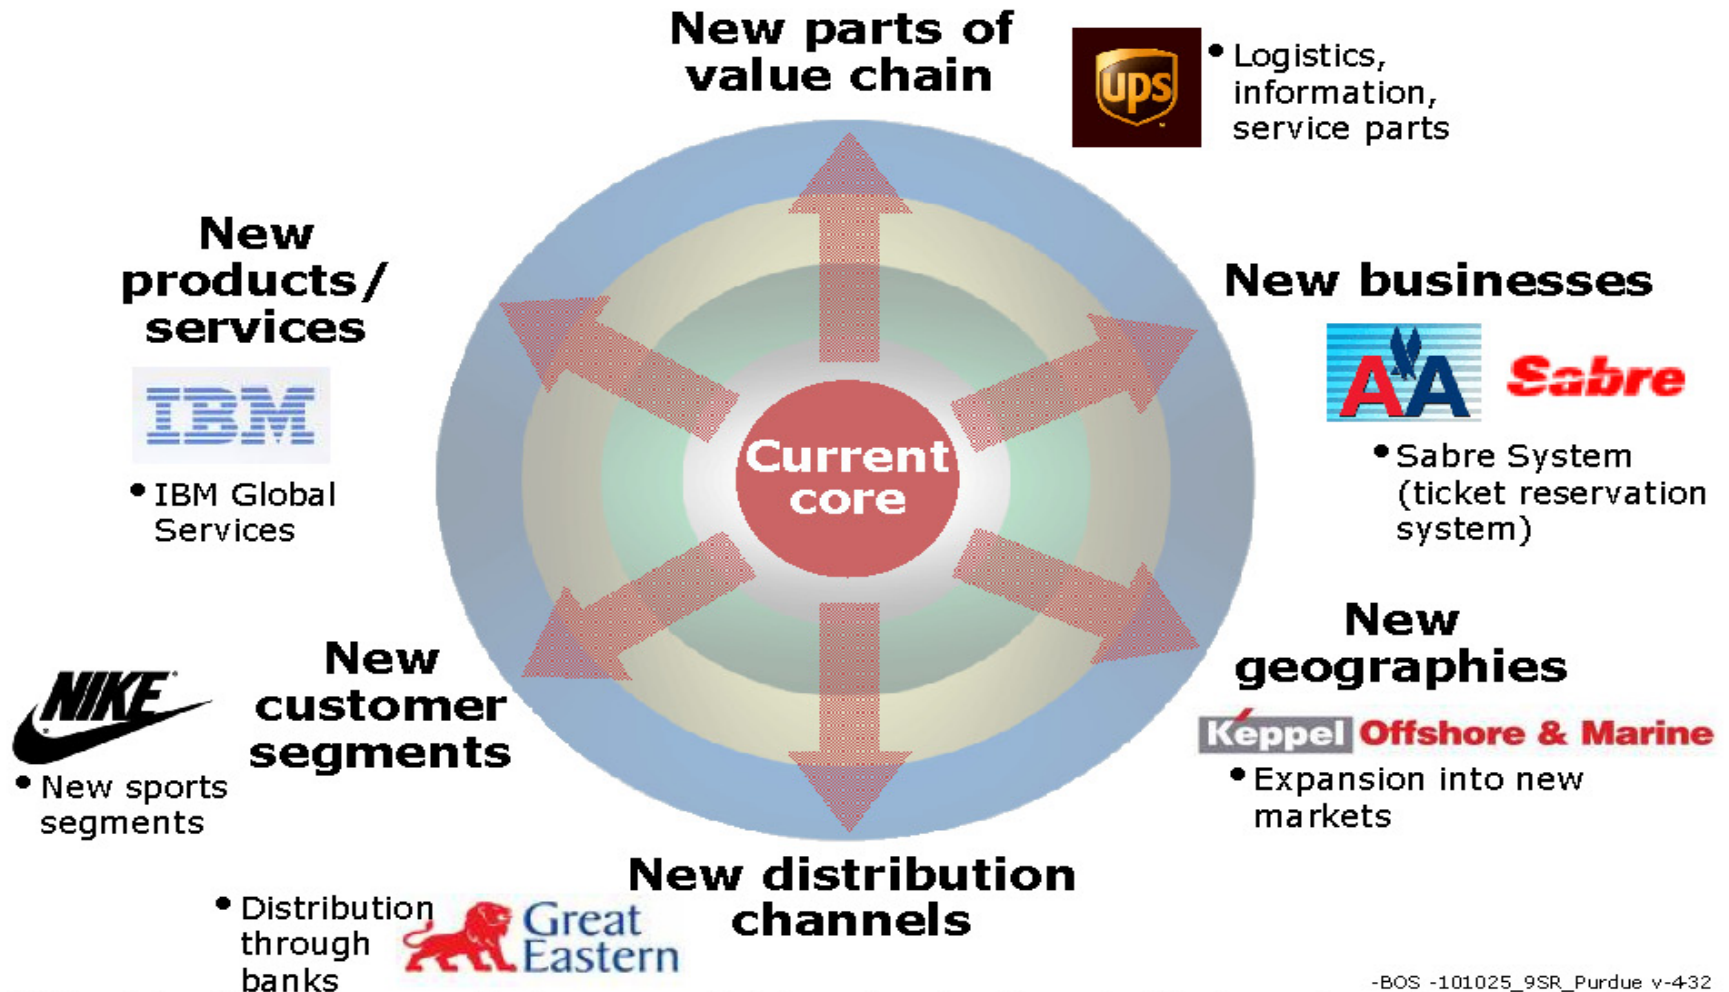 New parts of
value chain
ups
• Logistics,
information,
service parts
New
products/
services
IBM
• IBM Global
Services
New businesses
AA
Sabre
• Sabre System
(ticket reservation
system)
Current
core
New
customer
segments
NIKE
• New sports
segments
New
geographies
Keppel Offshore & Marine
• Expansion into new
markets
New distribution
channels
• Distribution
through
banks
Great
Eastern
-BOS -101025_9SR_Purdue v-432